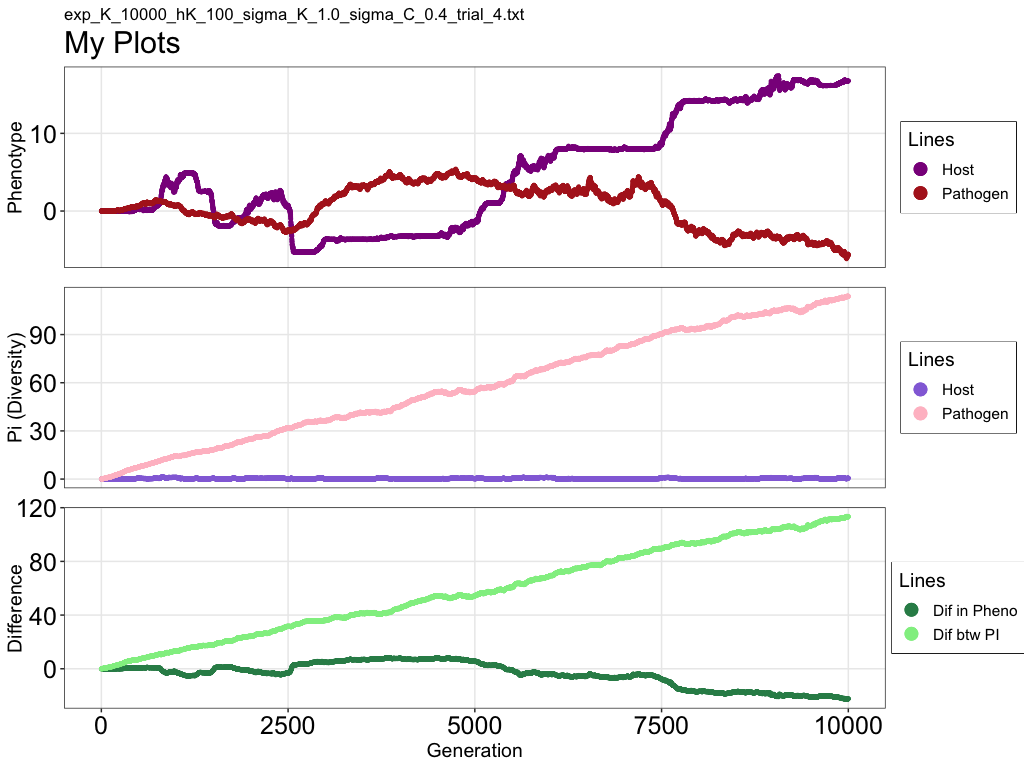 exp_K_10000_hK_100_sigma_K_1.0_sigma_C_0.4_trial_4.txt
My Plots
Phenotype
10
0
Lines
Host
Pathogen
Pi (Diversity)
90
60
30
0
Lines
Host
Pathogen
Difference
120
80
40
0
Lines
Dif in Pheno
Dif btw PI
0 2500 5000 7500 10000
Generation